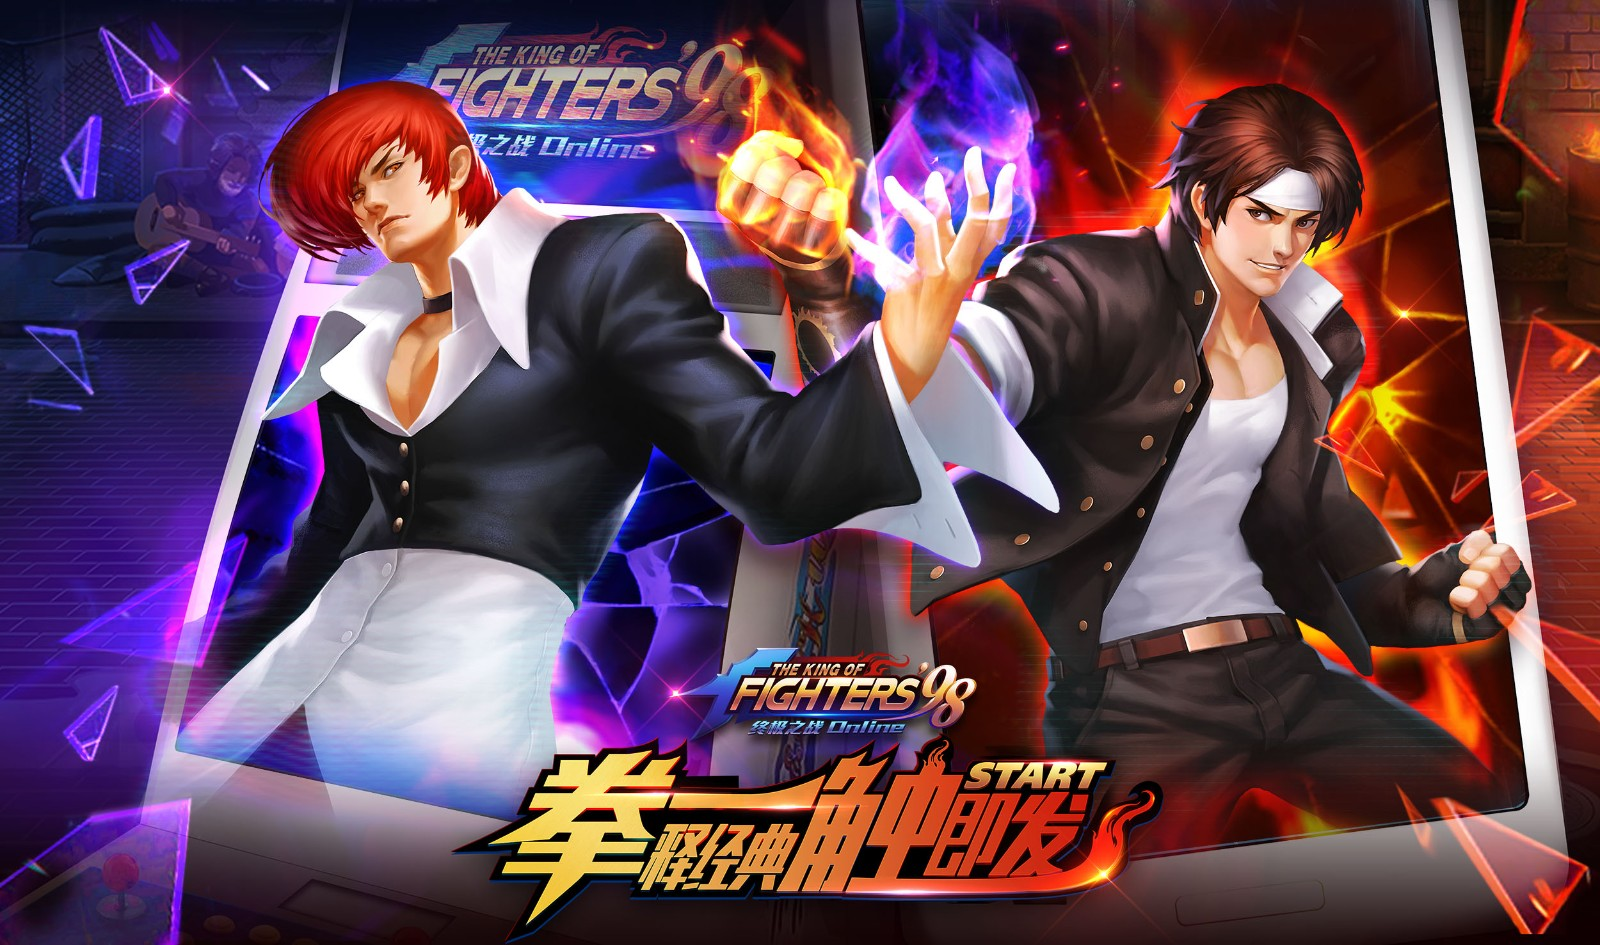 THE KING OF
FIGHTERS'98
极之战 Online
THE KING OF
FIGHTERS'98
终极之战 Online
START
拳一触即发
释经典